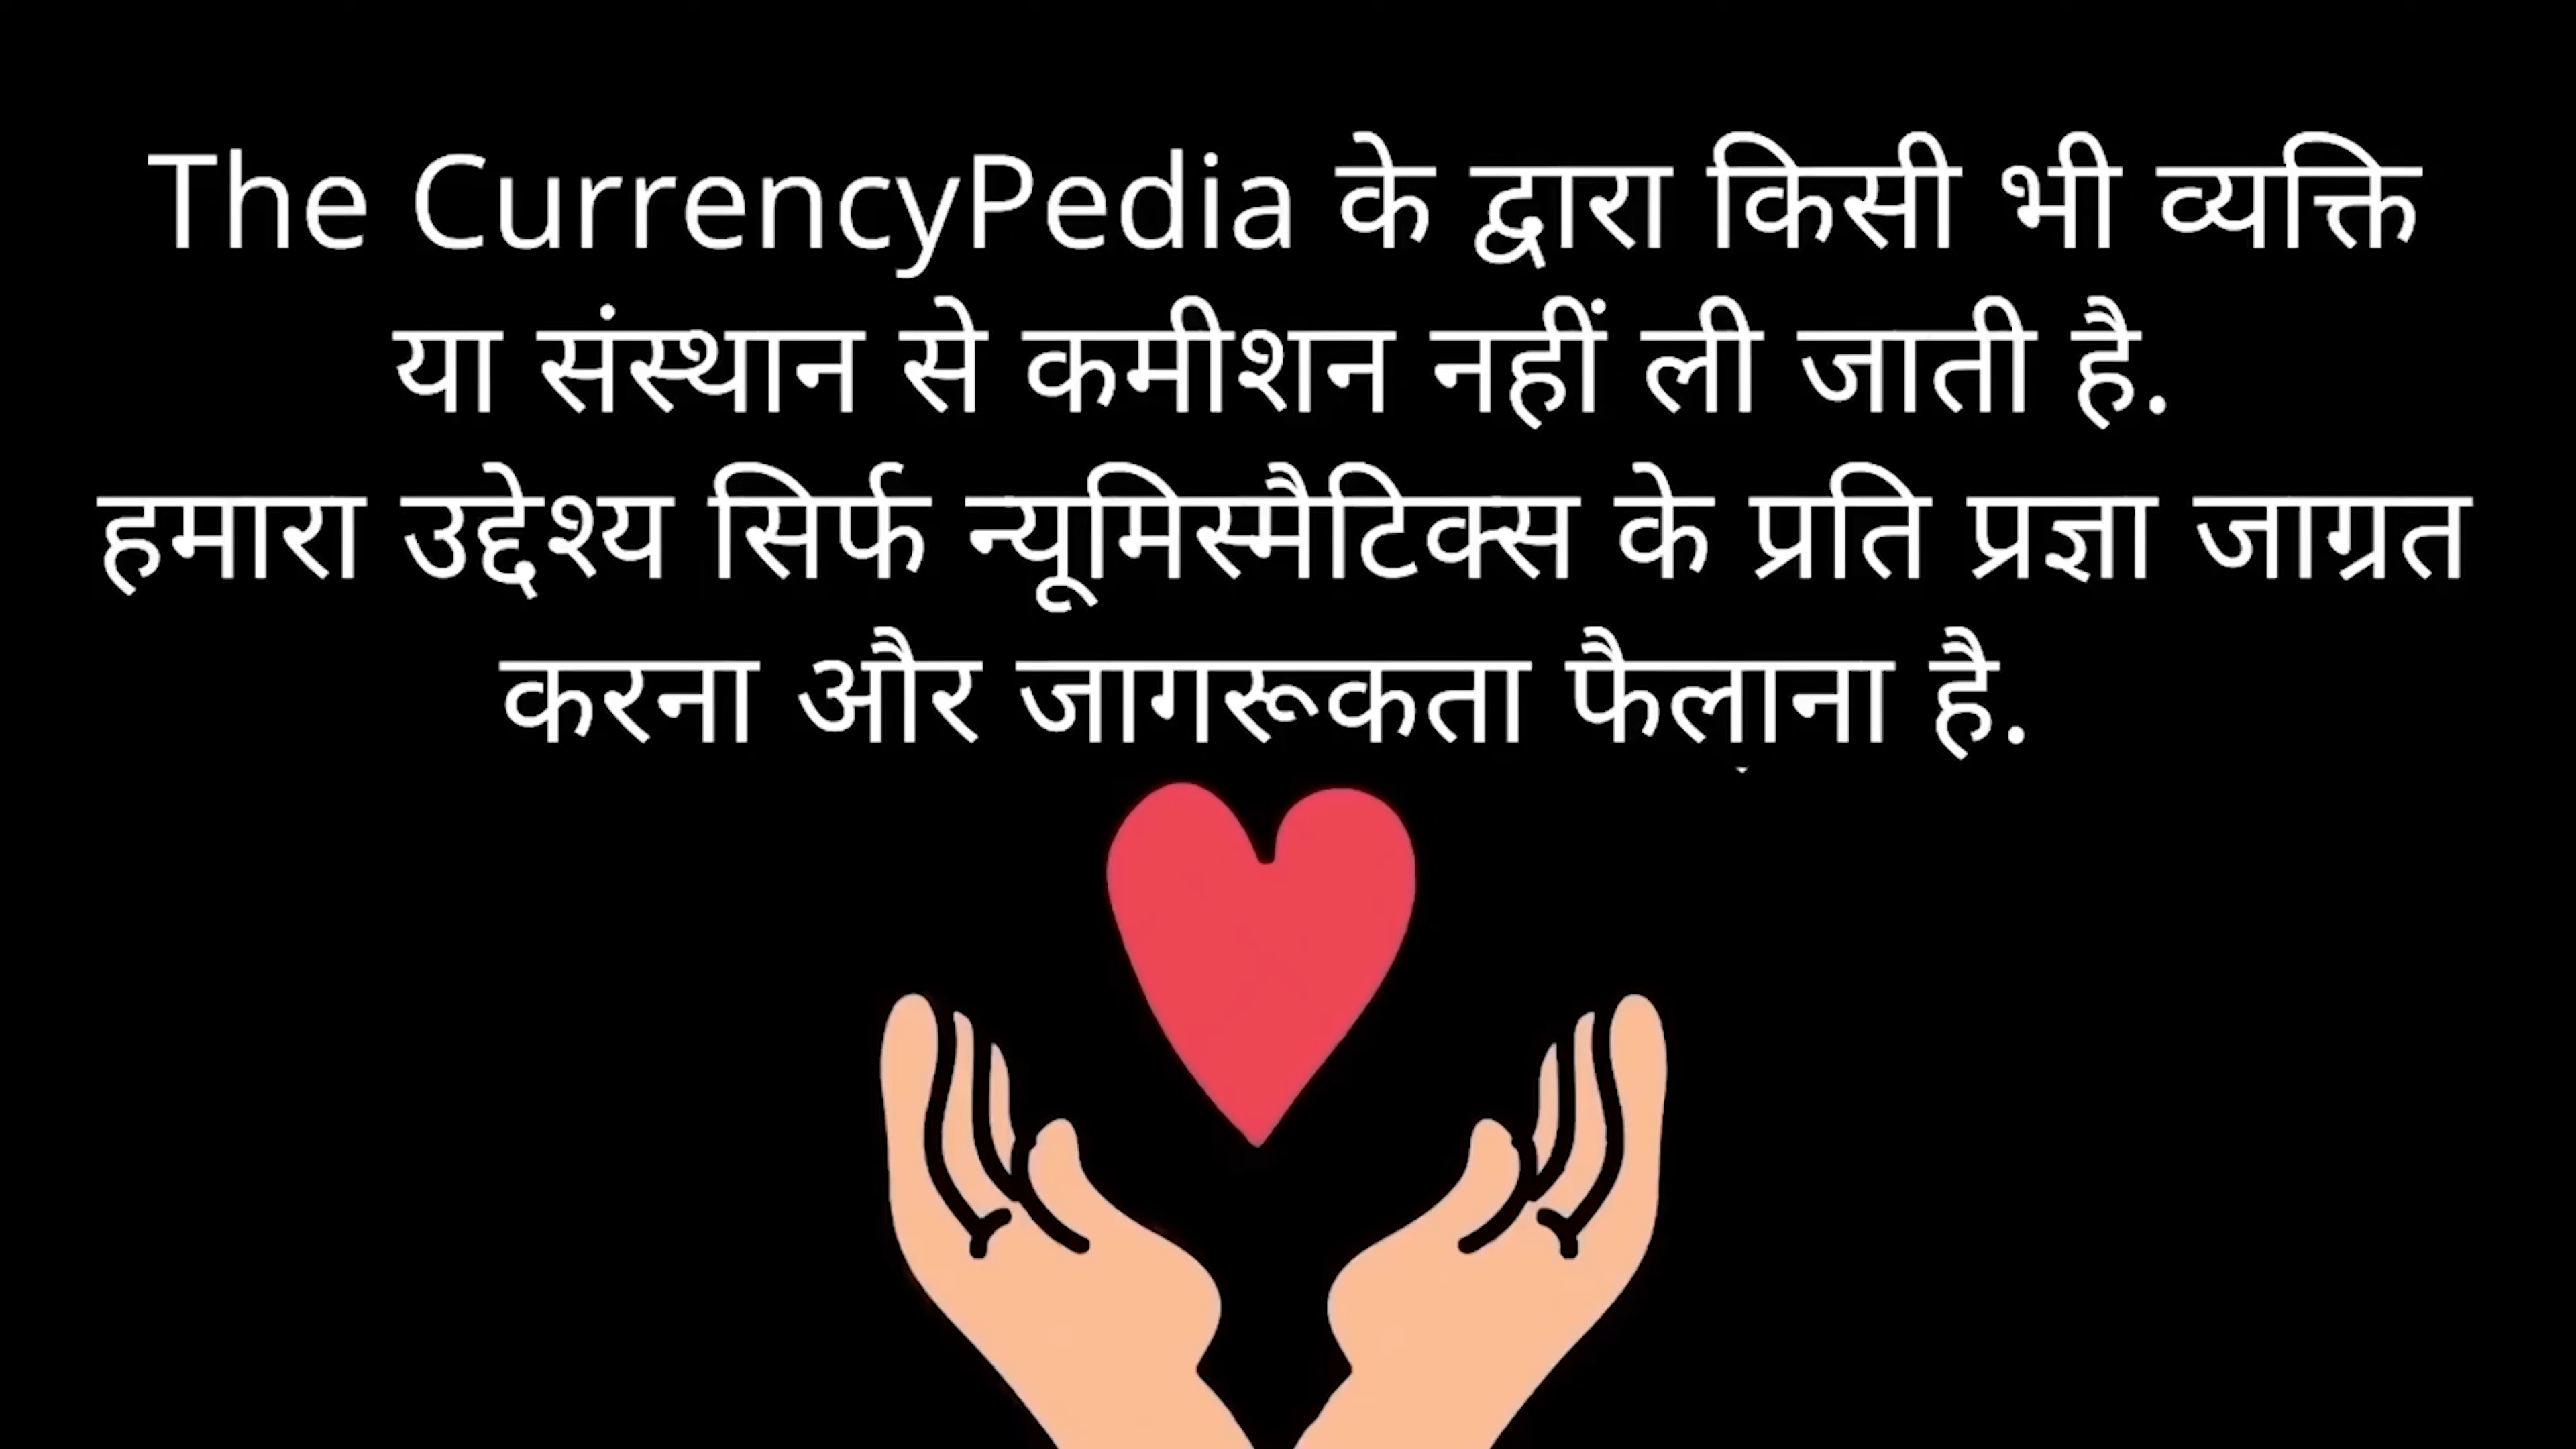 The CurrencyPedia के द्वारा किसी भी व्यक्ति
या संस्थान से कमीशन नहीं ली जाती है.
हमारा उद्देश्य सिर्फ न्यूमिस्मैटिक्स के प्रति प्रज्ञा जाग्रत
करना और जागरूकता फैलाना है.